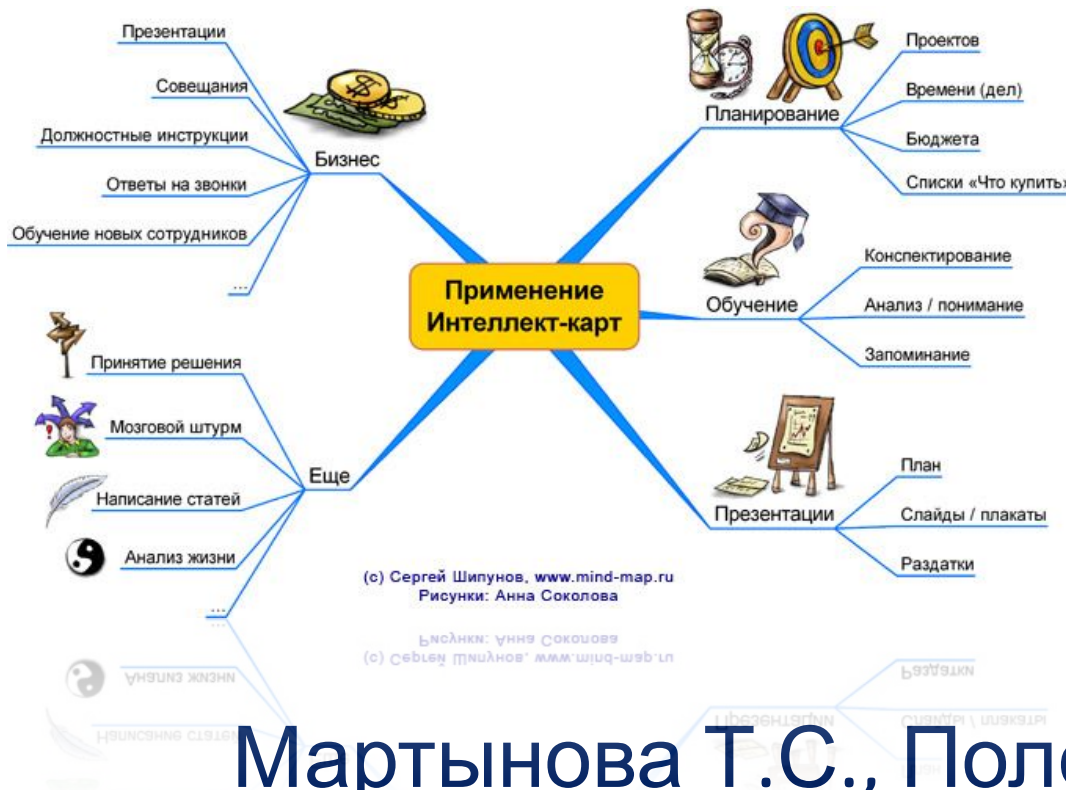 Презентации
Совещания
Должностные инструкции
Ответы на звонки
Обучение новых сотрудников
...
Бизнес
Планирование
Проектов
Времени (дел)
Бюджета
Списки «Что купить»
Применение
Интеллект-карт
Обучение
Конспектирование
Анализ / понимание
Запоминание
Принятие решения
Мозговой штурм
Написание статей
Анализ жизни
...
Еще
Презентации
План
Слайды / плакаты
Раздатки
(с) Сергей Шипунов, www.mind-map.ru
Рисунки: Анна Соколова
Мартынова Т.С.,